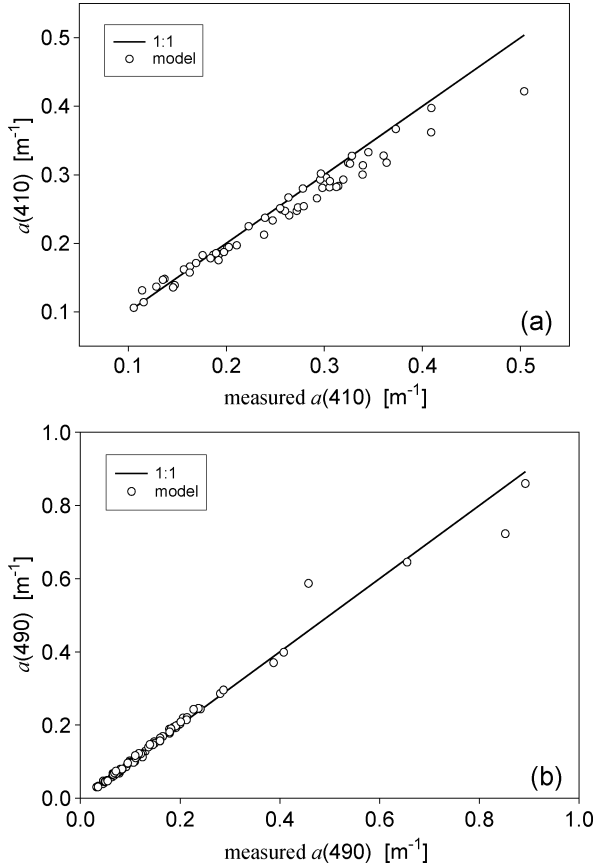 0.5
0.4
0.3
0.2
0.1
a(410) [m⁻¹]
1:1
model
(a)
0.1 0.2 0.3 0.4 0.5
measured a(410) [m⁻¹]
1.0
0.8
0.6
0.4
0.2
0.0
a(490) [m⁻¹]
1:1
model
(b)
0.0 0.2 0.4 0.6 0.8 1.0
measured a(490) [m⁻¹]